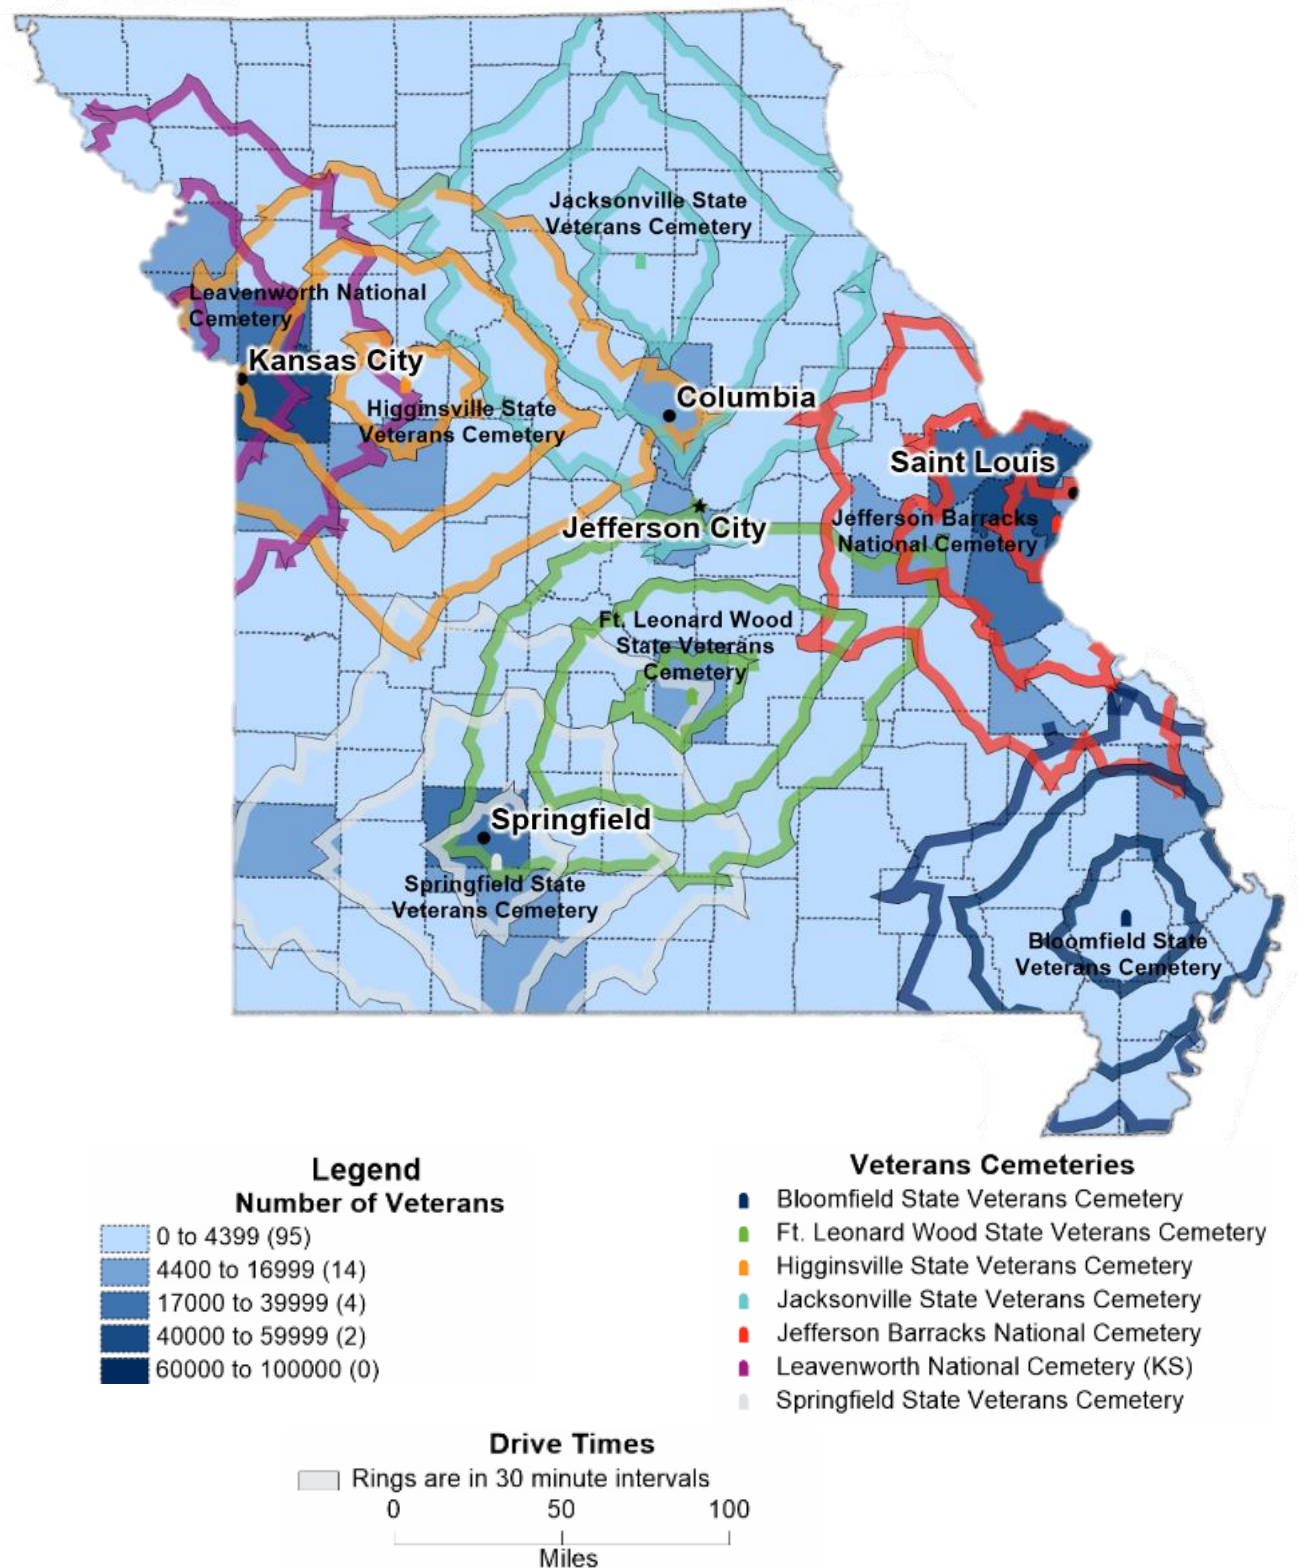 Jacksonville State
Veterans Cemetery
Leavenworth National
Cemetery
Kansas City
Columbia
Higginsville State
Veterans Cemetery
Saint Louis
Jefferson City
Jefferson Barracks
National Cemetery
Ft. Leonard Wood
State Veterans
Cemetery
Springfield
Springfield State
Veterans Cemetery
Bloomfield State
Veterans Cemetery
Legend
Number of Veterans
0 to 4399 (95)
4400 to 16999 (14)
17000 to 39999 (4)
40000 to 59999 (2)
60000 to 100000 (0)
Veterans Cemeteries
Bloomfield State Veterans Cemetery
Ft. Leonard Wood State Veterans Cemetery
Higginsville State Veterans Cemetery
Jacksonville State Veterans Cemetery
Jefferson Barracks National Cemetery
Leavenworth National Cemetery (KS)
Springfield State Veterans Cemetery
Drive Times
Rings are in 30 minute intervals
0 50 100
Miles